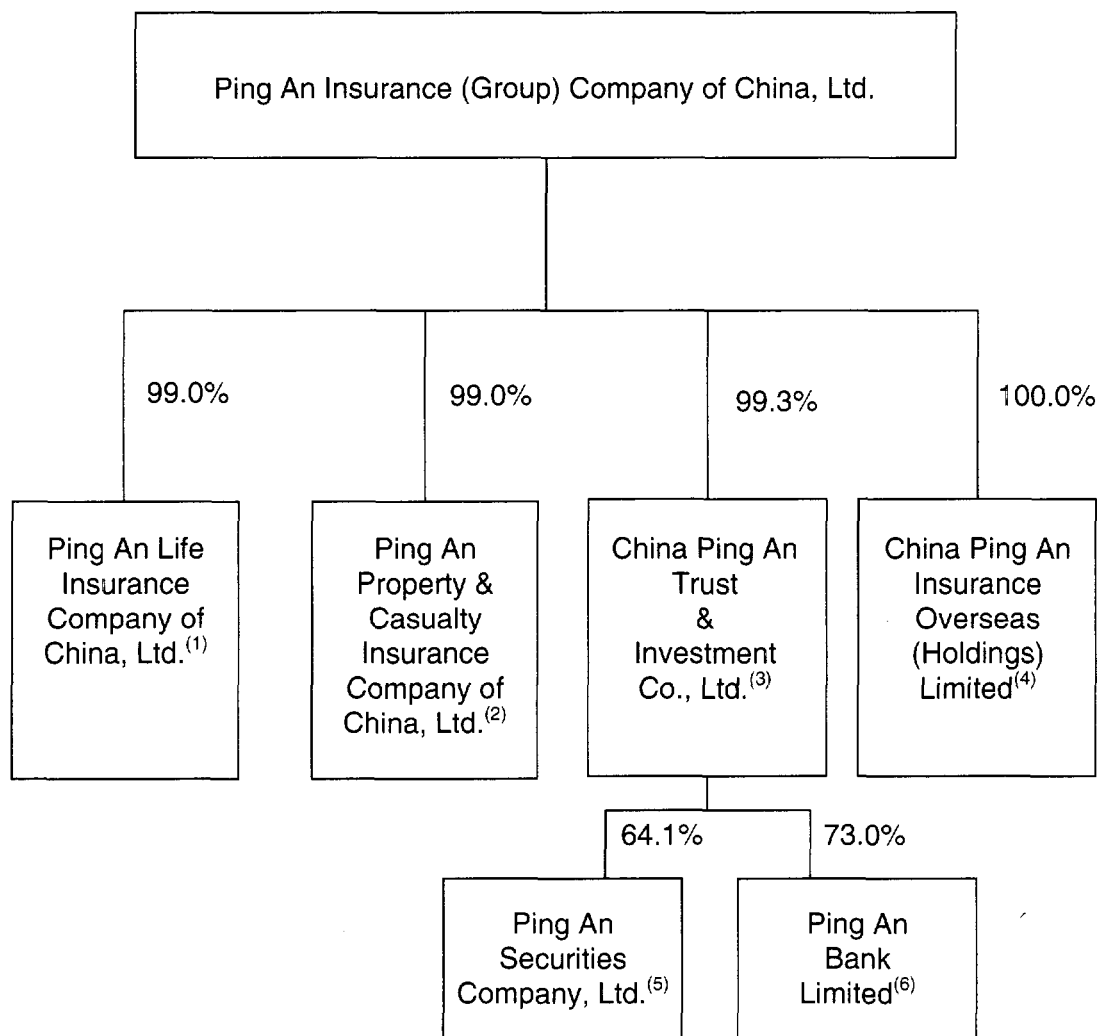 Ping An Insurance (Group) Company of China, Ltd.
99.0%
99.0%
99.3%
100.0%
Ping An Life
Insurance
Company of
China, Ltd.(1)
Ping An
Property &
Casualty
Insurance
Company of
China, Ltd.(2)
China Ping An
Trust
&
Investment
Co., Ltd.(3)
China Ping An
Insurance
Overseas
(Holdings)
Limited(4)
64.1%
73.0%
Ping An
Securities
Company, Ltd.(5)
Ping An
Bank
Limited(6)